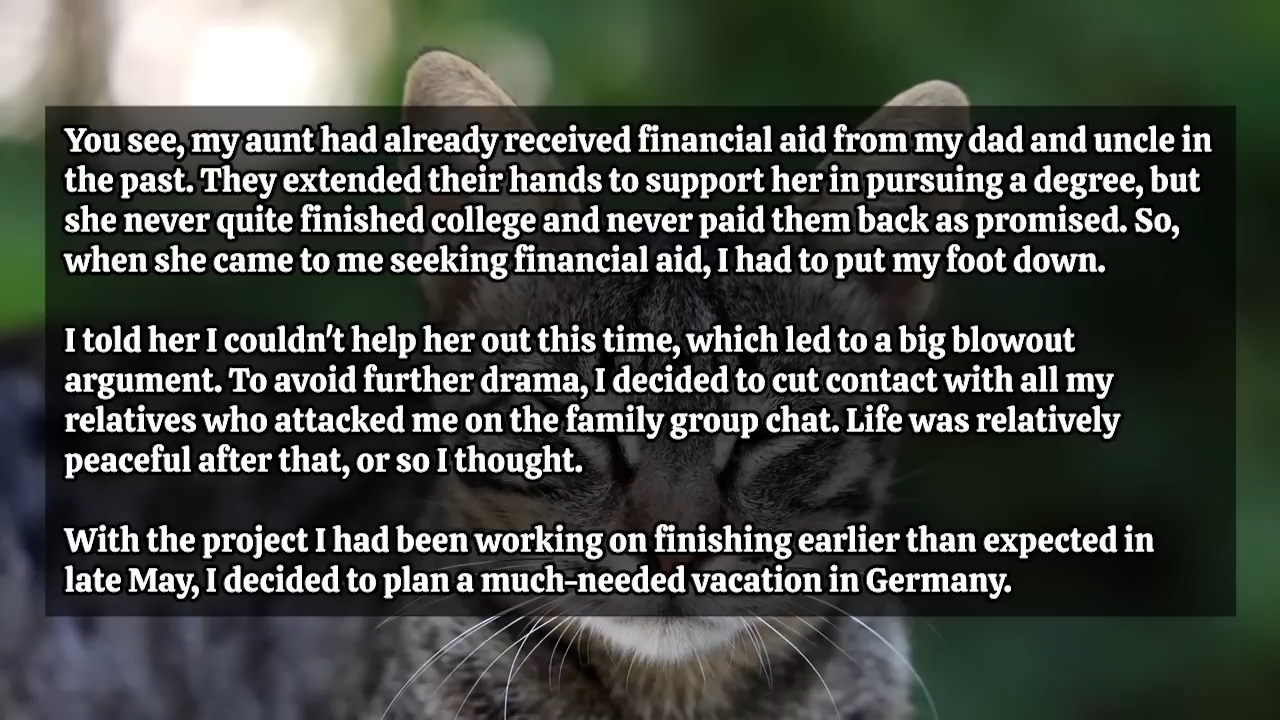 You see, my aunt had already received financial aid from my dad and uncle in
the past. They extended their hands to support her in pursuing a degree, but
she never quite finished college and never paid them back as promised. So,
when she came to me seeking financial aid, I had to put my foot down.
I told her I couldn't help her out this time, which led to a big blowout
argument. To avoid further drama, I decided to cut contact with all my
relatives who attacked me on the family group chat. Life was relatively
peaceful after that, or so I thought.
With the project I had been working on finishing earlier than expected in
late May, I decided to plan a much-needed vacation in Germany.